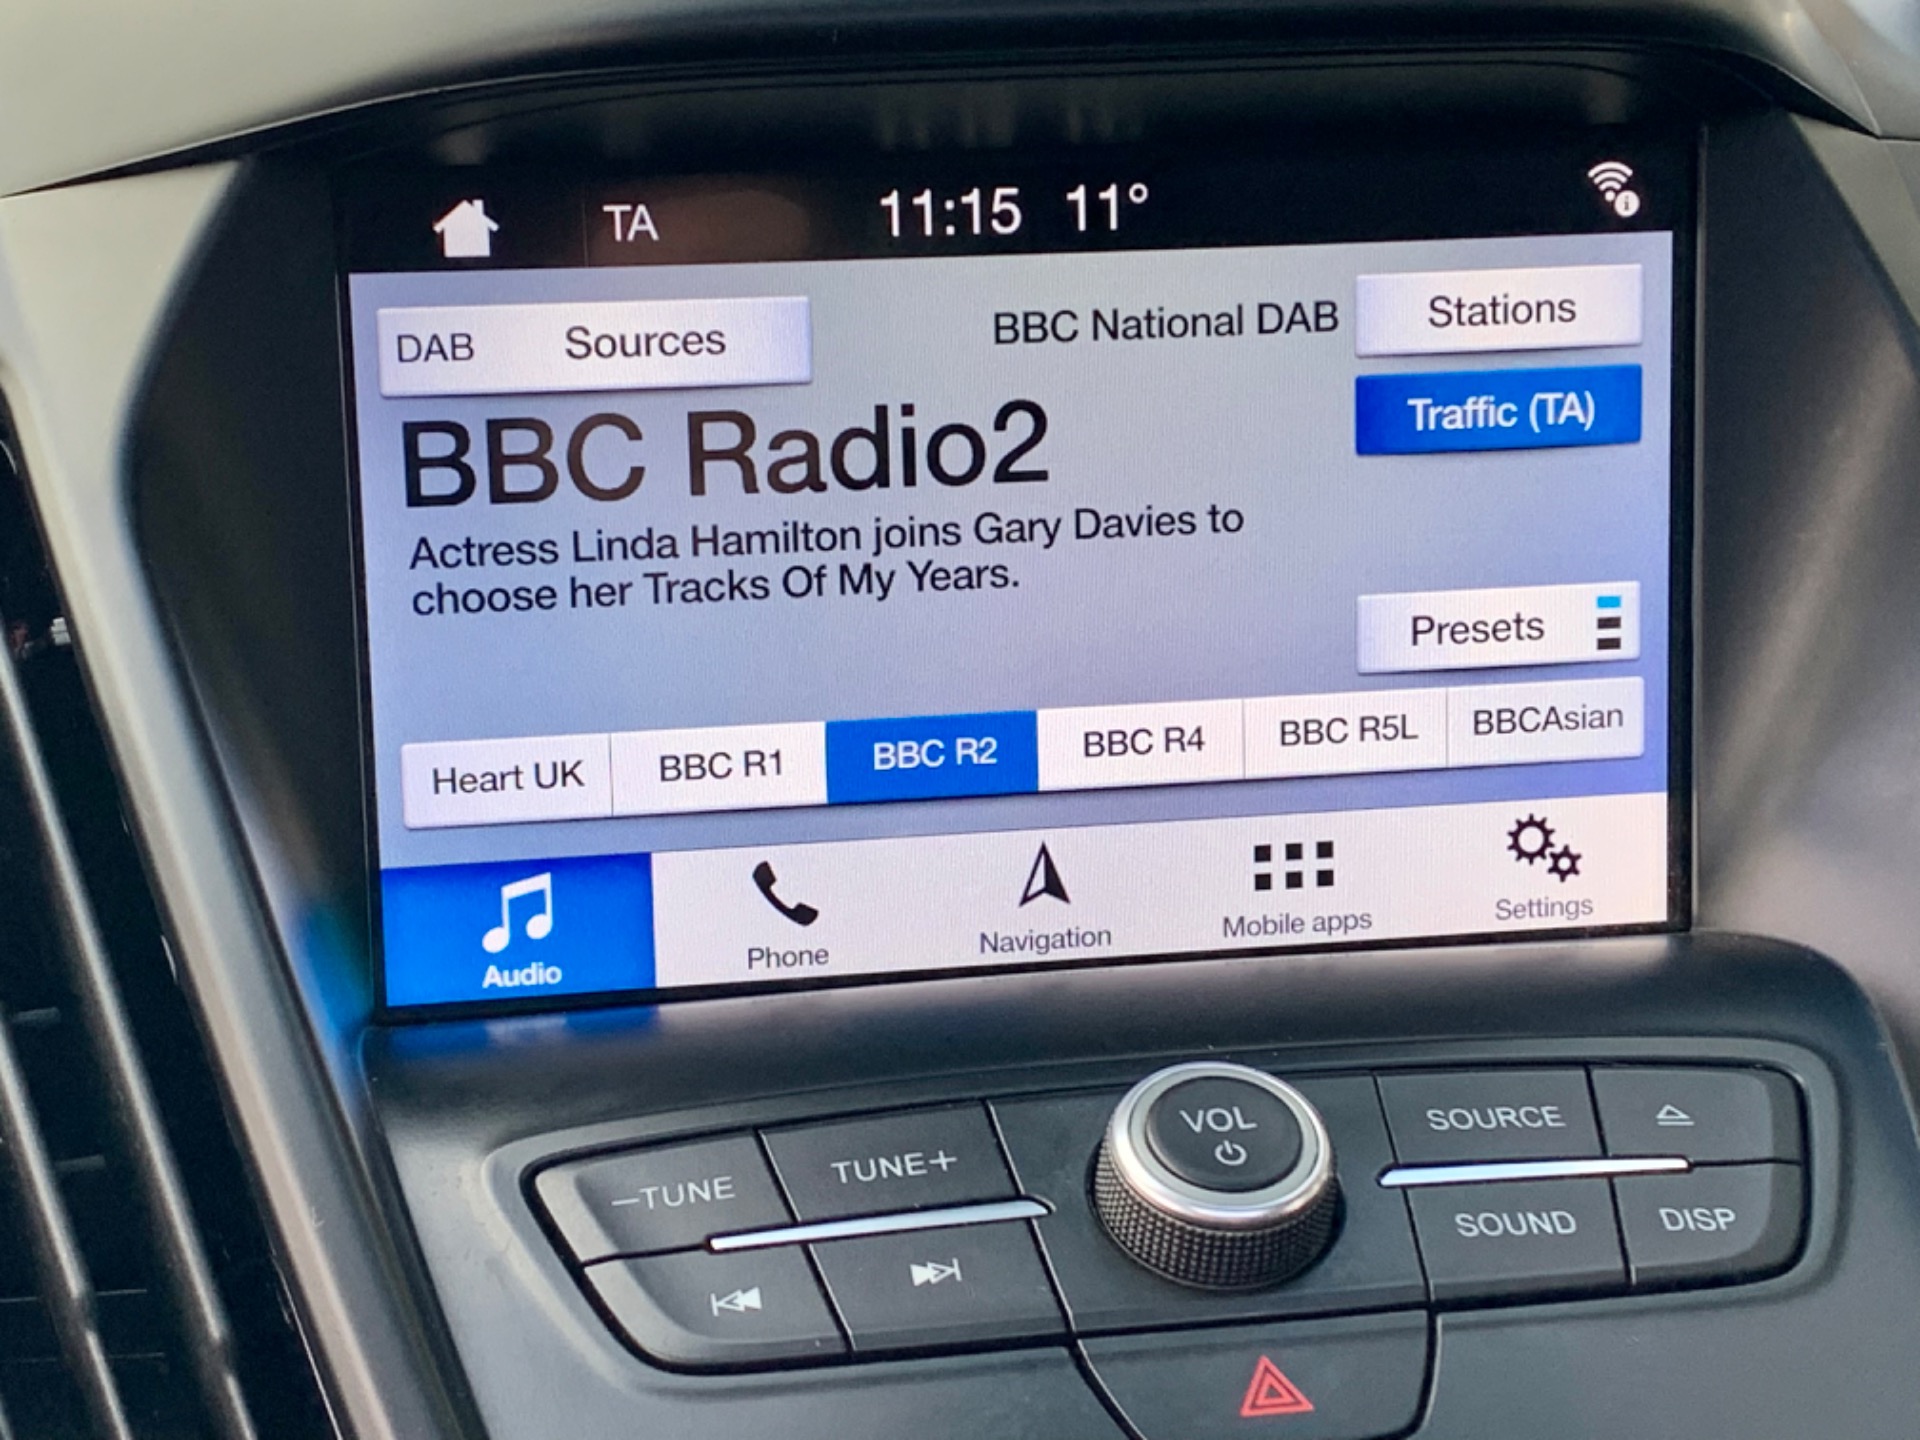 TA 11:15 11°
DAB Sources BBC National DAB Stations
Traffic (TA)
BBC Radio2
Actress Linda Hamilton joins Gary Davies to
choose her Tracks Of My Years.
Presets
Heart UK BBC R1 BBC R2 BBC R4 BBC R5L BBCAsian
Audio Phone Navigation Mobile apps Settings
–TUNE TUNE+ VOL SOURCE
SOUND DISP